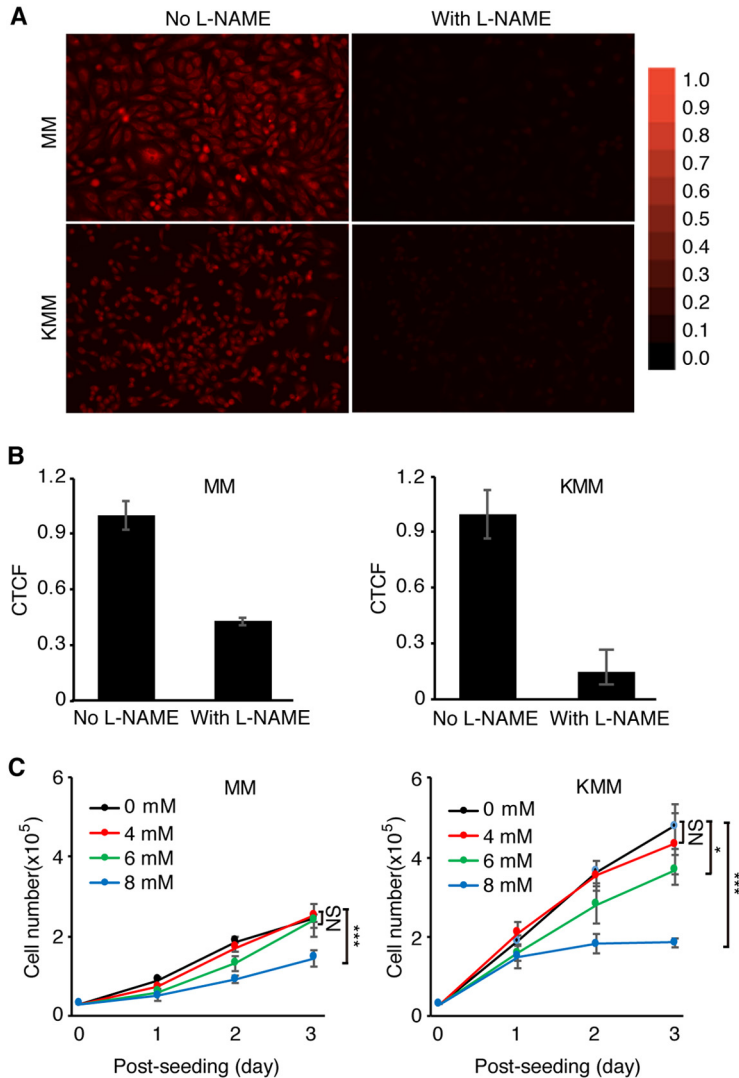 A
No L-NAME
With L-NAME
MM
KMM
1.0
0.9
0.8
0.7
0.6
0.5
0.4
0.3
0.2
0.1
0.0
B
MM
CTCF
1.2
0.9
0.6
0.3
0
No L-NAME
With L-NAME
KMM
CTCF
1.2
0.9
0.6
0.3
0
No L-NAME
With L-NAME
C
MM
Cell number(x10⁵)
6
4
2
0
0 mM
4 mM
6 mM
8 mM
NS
***
0
1
2
3
Post-seeding (day)
KMM
Cell number(x10⁵)
6
4
2
0
0 mM
4 mM
6 mM
8 mM
NS
*
***
0
1
2
3
Post-seeding (day)